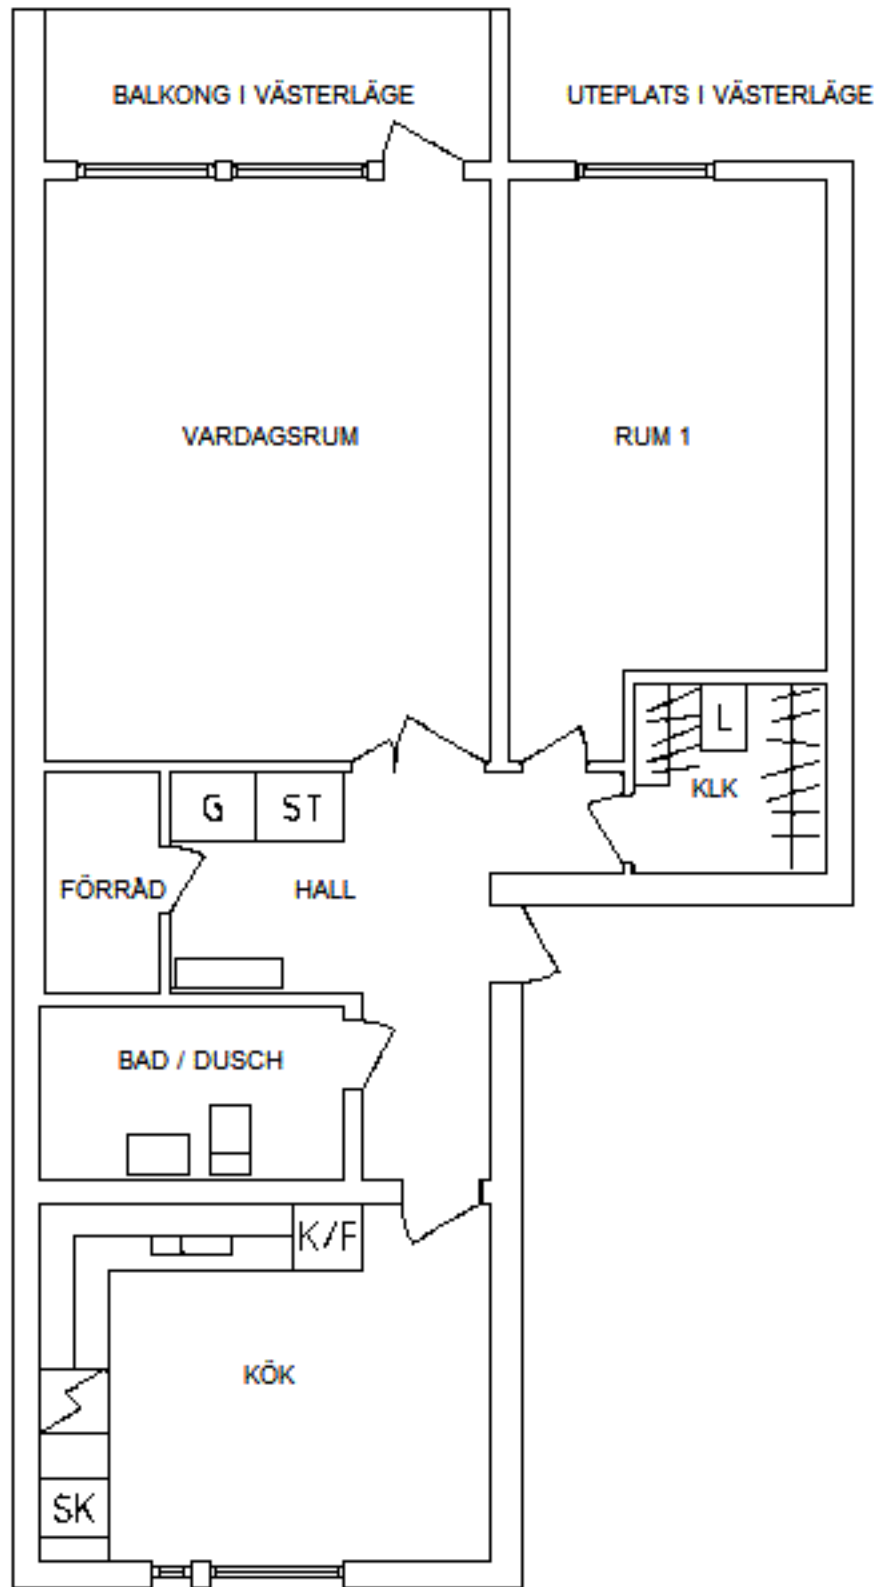 BALKONG I VÄSTERLÄGE
UTEPLATS I VÄSTERLÄGE
VARDAGSRUM
RUM 1
L
KLK
G
ST
FÖRRÅD
HALL
BAD / DUSCH
K/F
KÖK
SK